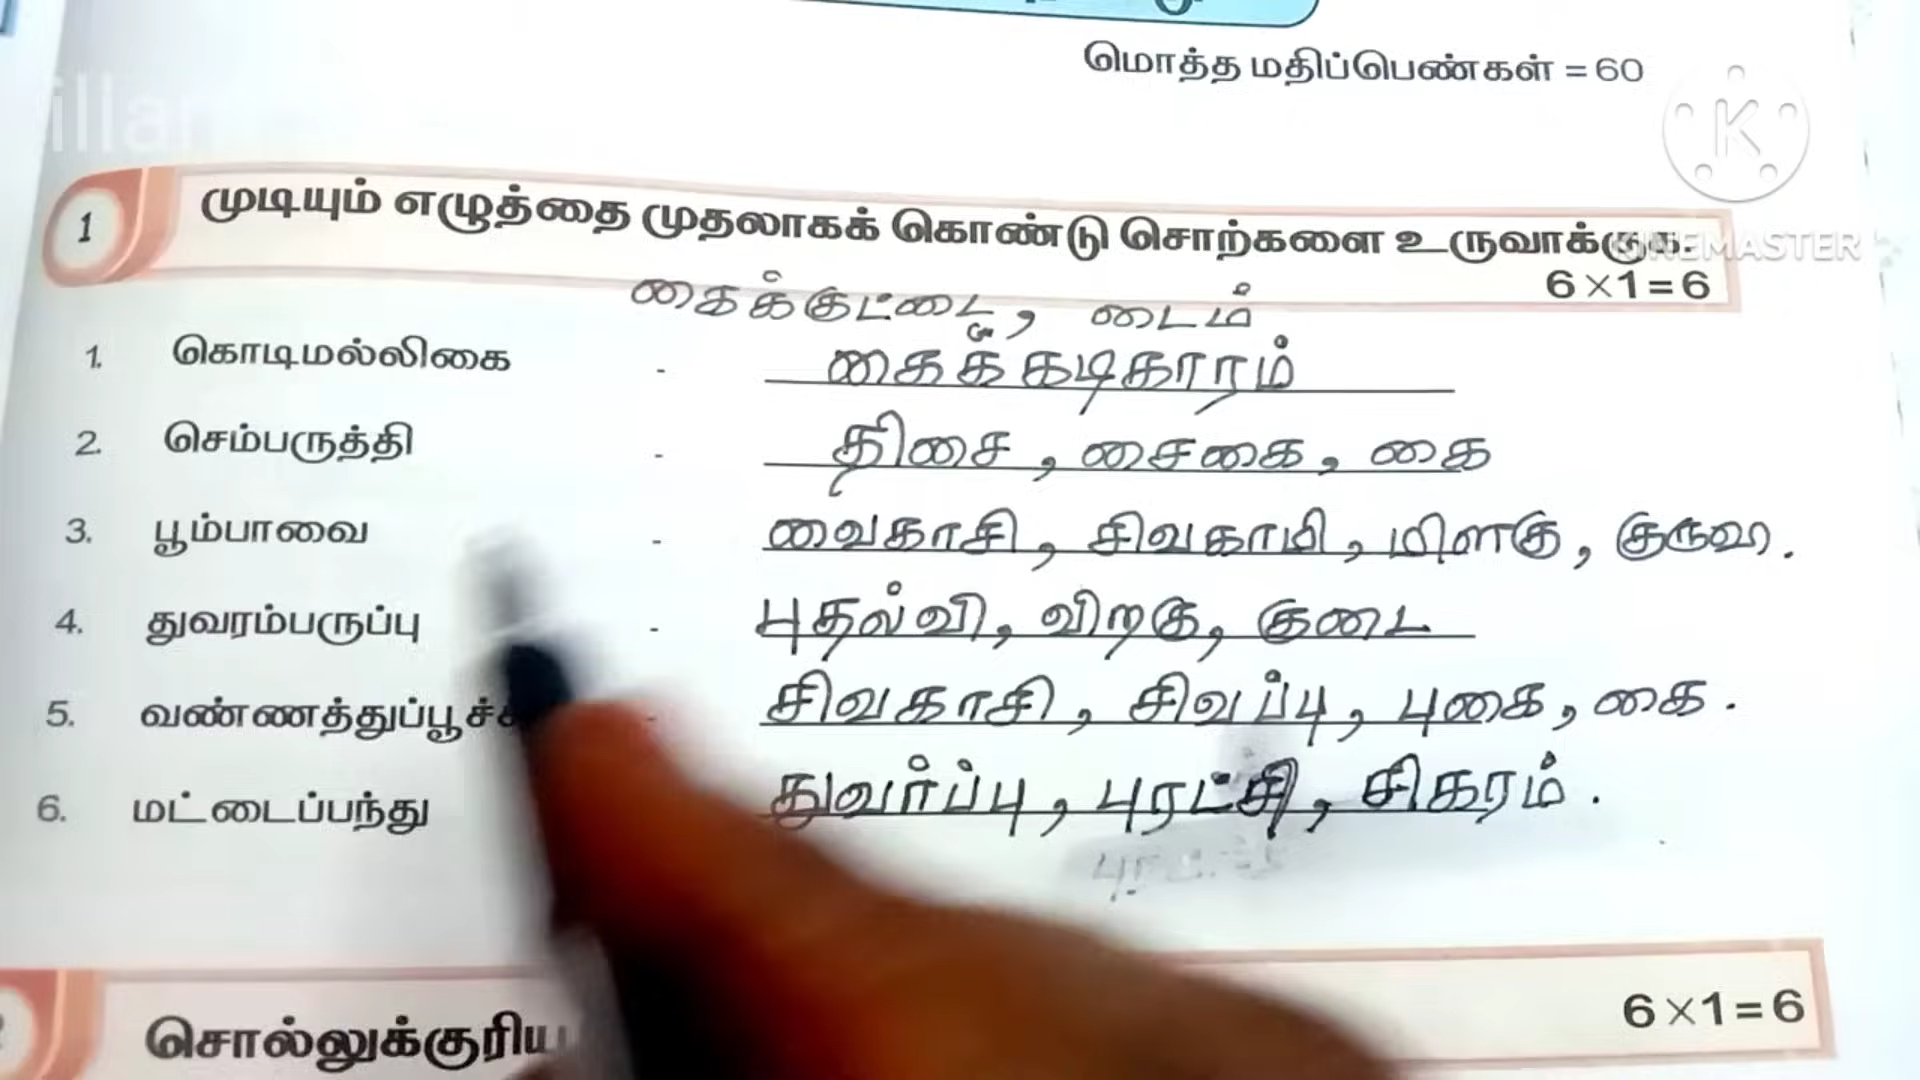 மொத்த மதிப்பெண்கள் = 60
illam
K
KINEMASTER
1 முடியும் எழுத்தை முதலாகக் கொண்டு சொற்களை உருவாக்குக.
6×1=6
கைக்குட்டை, டைம்
1. கொடிமல்லிகை - கைக்கடிகாரம்
2. செம்பருத்தி - திசை, சைகை, கை
3. பூம்பாவை - வைகாசி, சிவகாமி, மிளகு, குருவி.
4. துவரம்பருப்பு - புதல்வி, விறகு, குடை
5. வண்ணத்துப்பூச் - சிவகாசி, சிவப்பு, புகை, கை.
6. மட்டைப்பந்து துவர்ப்பு, புரட்சி, சிகரம்.
சொல்லுக்குரிய 6×1=6